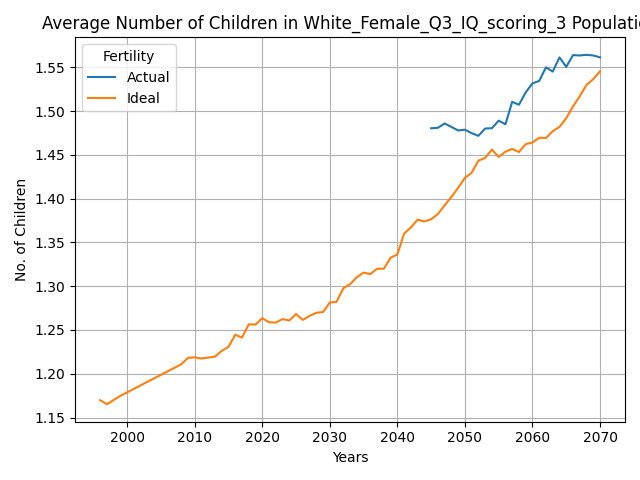 Average Number of Children in White_Female_Q3_IQ_scoring_3 Populatio
Fertility
Actual
Ideal
1.55
1.50
1.45
1.40
1.35
1.30
1.25
1.20
1.15
No. of Children
2000 2010 2020 2030 2040 2050 2060 2070
Years